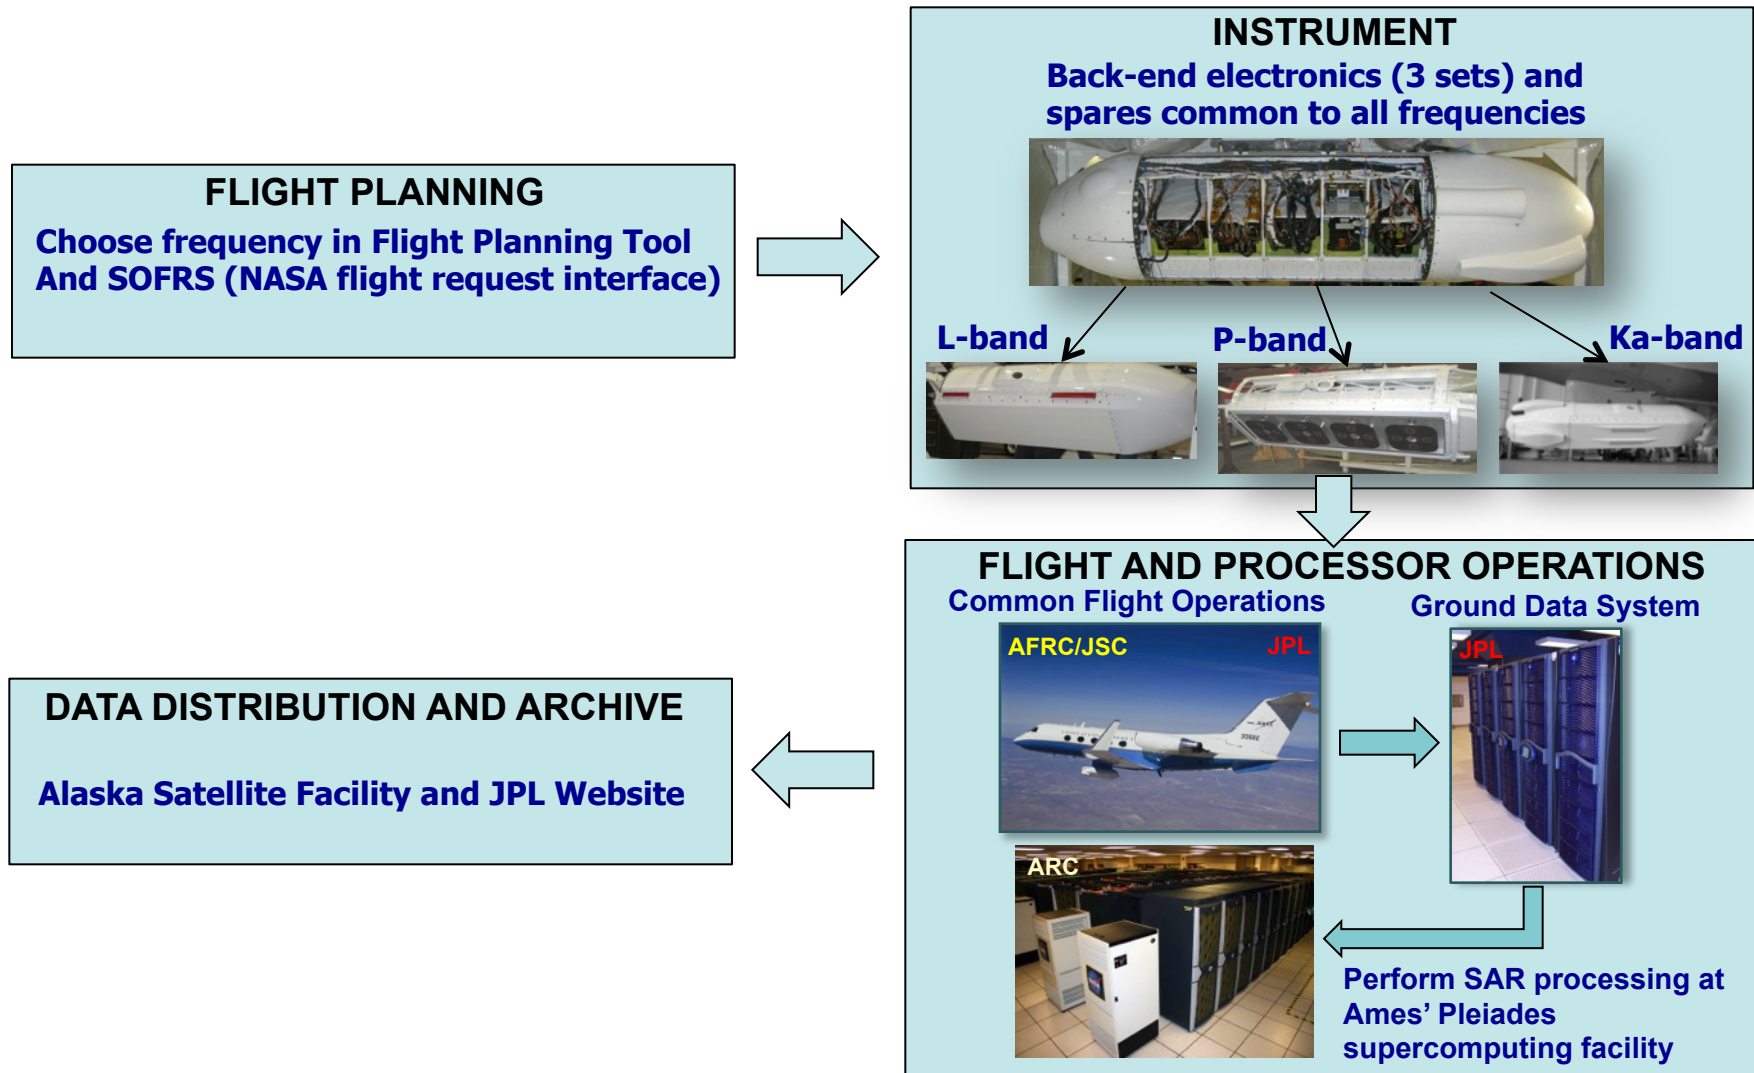 FLIGHT PLANNING
Choose frequency in Flight Planning Tool
And SOFRS (NASA flight request interface)
INSTRUMENT
Back-end electronics (3 sets) and
spares common to all frequencies
L-band
P-band
Ka-band
FLIGHT AND PROCESSOR OPERATIONS
Common Flight Operations
Ground Data System
AFRC/JSC
JPL
JPL
ARC
Perform SAR processing at
Ames’ Pleiades
supercomputing facility
DATA DISTRIBUTION AND ARCHIVE
Alaska Satellite Facility and JPL Website